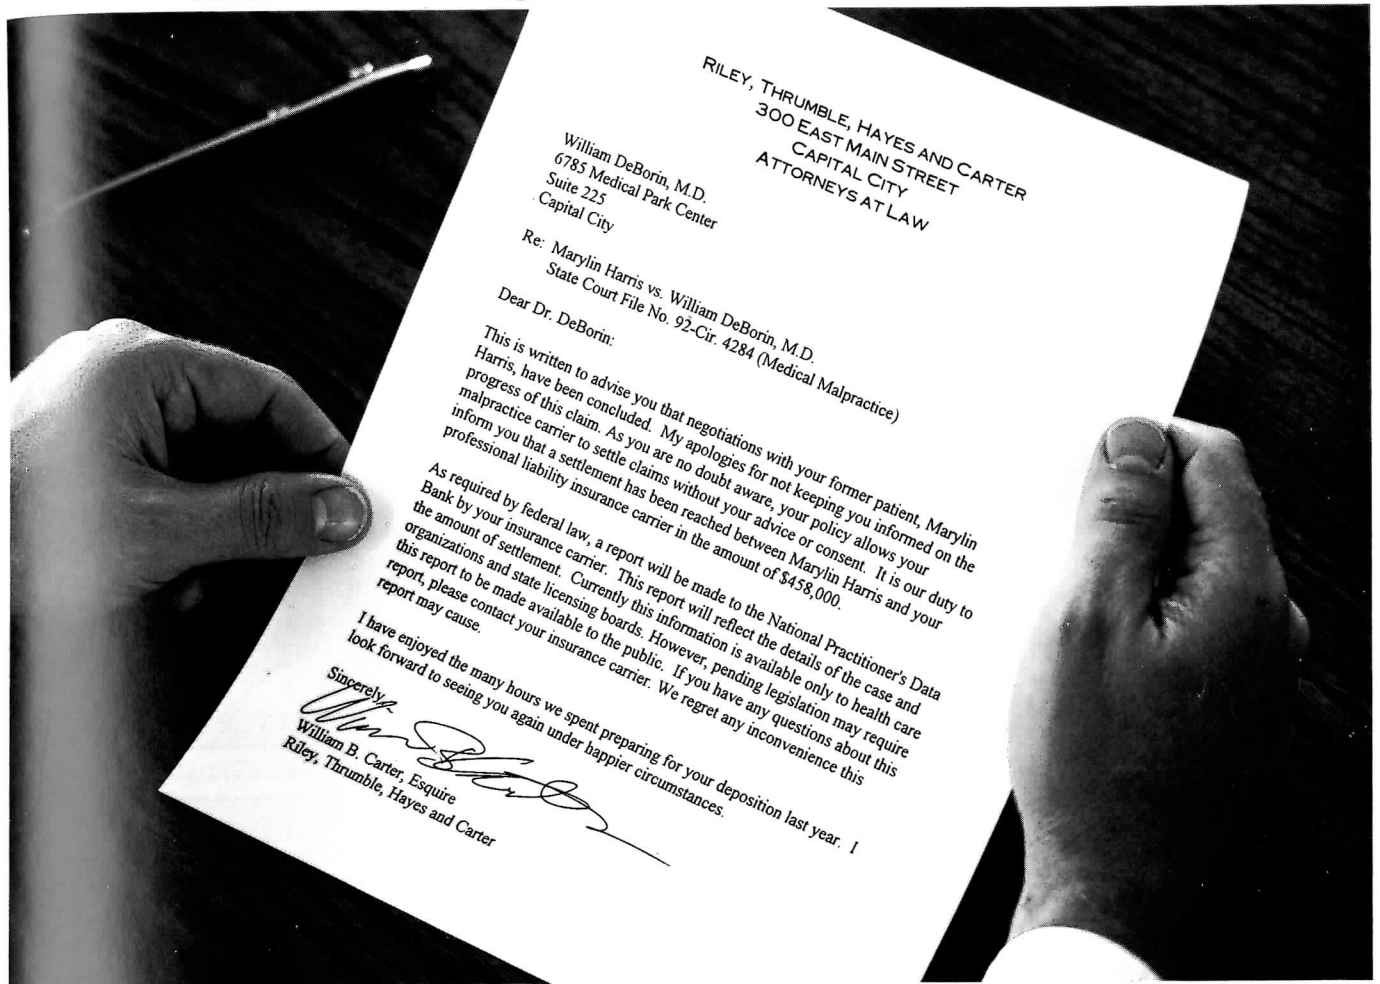 RILEY, THRUMBLE, HAYES AND CARTER
300 EAST MAIN STREET
CAPITAL CITY
ATTORNEYS AT LAW
William DeBorin, M.D.
6785 Medical Park Center
Suite 225
Capital City
Re: Marylin Harris vs. William DeBorin, M.D.
State Court File No. 92-Cir. 4284 (Medical Malpractice)
Dear Dr. DeBorin:
This is written to advise you that negotiations with your former patient, Marylin
Harris, have been concluded. My apologies for not keeping you informed on the
progress of this claim. As you are no doubt aware, your policy allows your
malpractice carrier to settle claims without your advice or consent. It is our duty to
inform you that a settlement has been reached between Marylin Harris and your
professional liability insurance carrier in the amount of $458,000.
As required by federal law, a report will be made to the National Practitioner's Data
Bank by your insurance carrier. This report will reflect the details of the case and
the amount of settlement. Currently this information is available only to health care
organizations and state licensing boards. However, pending legislation may require
this report to be made available to the public. If you have any questions about this
report, please contact your insurance carrier. We regret any inconvenience this
report may cause.
I have enjoyed the many hours we spent preparing for your deposition last year. I
look forward to seeing you again under happier circumstances.
Sincerely,
William B. Carter, Esquire
Riley, Thrumble, Hayes and Carter